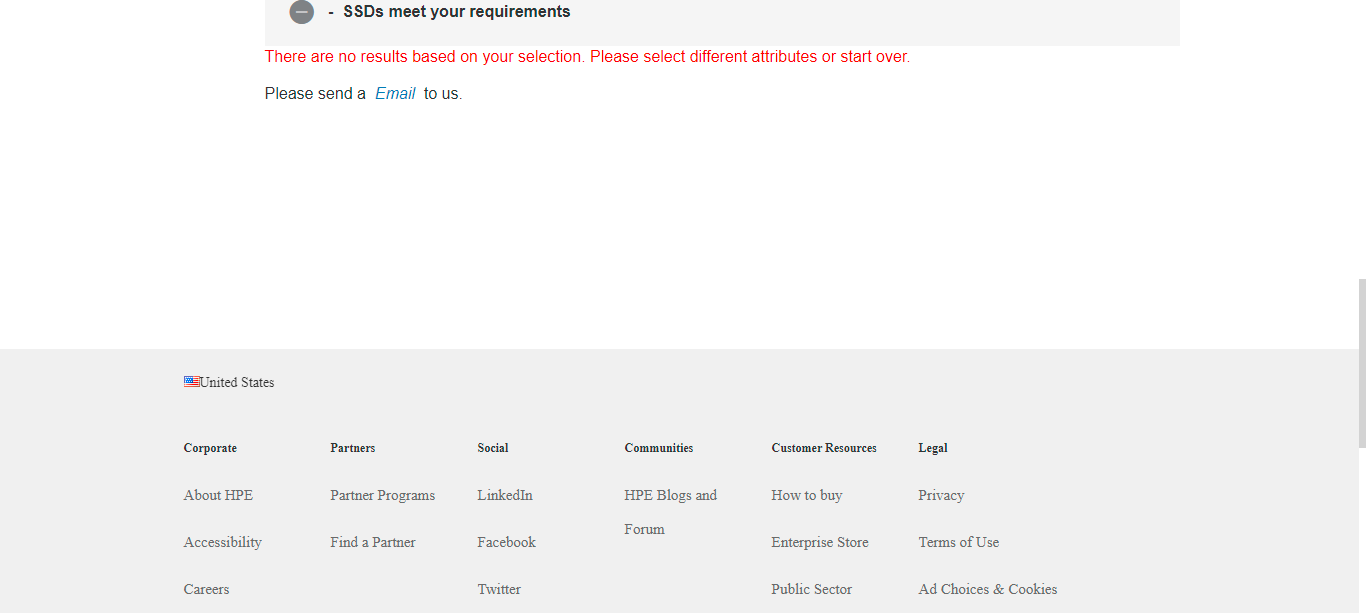 - SSDs meet your requirements
There are no results based on your selection. Please select different attributes or start over.
Please send a Email to us.
United States
Corporate Partners Social Communities Customer Resources Legal
About HPE Partner Programs LinkedIn HPE Blogs and How to buy Privacy
Forum
Accessibility Find a Partner Facebook Enterprise Store Terms of Use
Careers Twitter Public Sector Ad Choices & Cookies